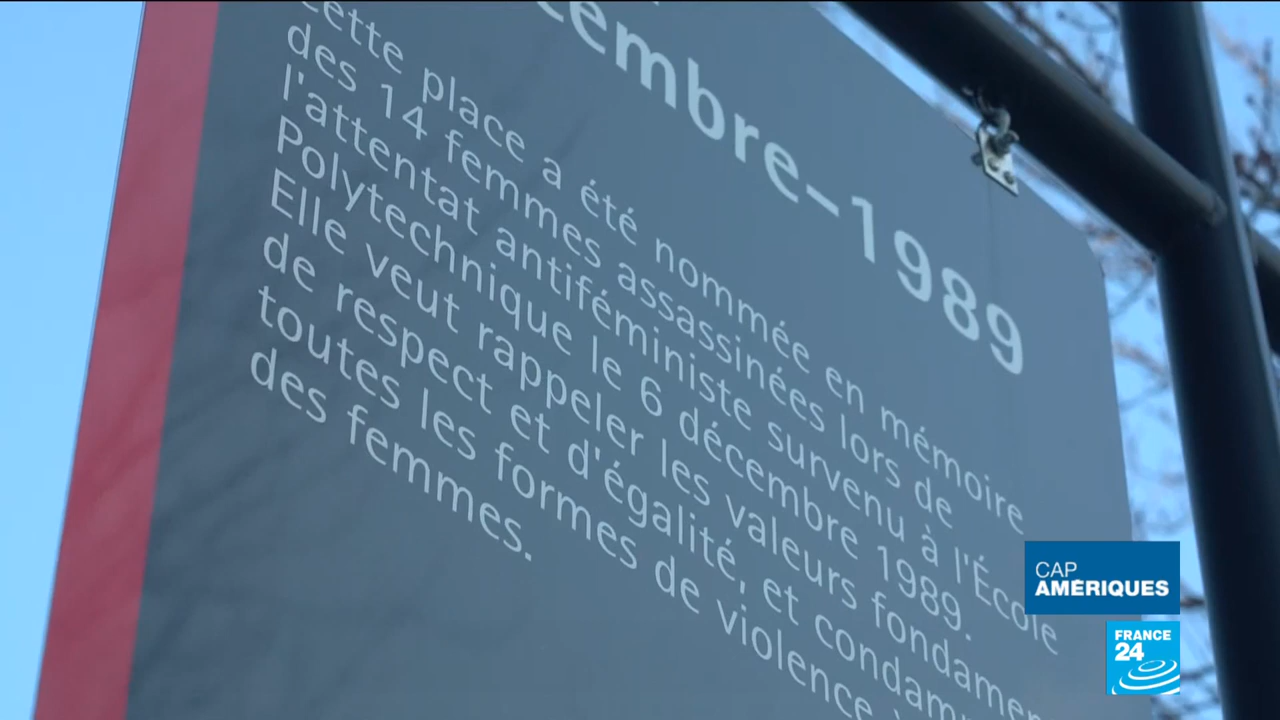 cembre–1989
Cette place a été nommée en mémoire
des 14 femmes assassinées lors de
l'attentat antiféministe survenu à l'École
Polytechnique le 6 décembre 1989.
Elle veut rappeler les valeurs fondamen
de respect et d'égalité, et condam
toutes les formes de violence
des femmes.
CAP
AMÉRIQUES
FRANCE
24